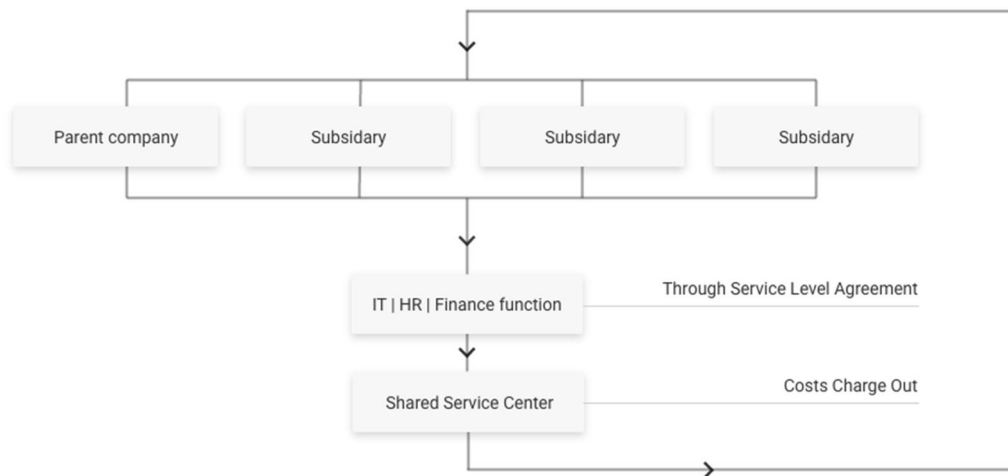 Parent company
Subsidary
Subsidary
Subsidary
IT | HR | Finance function
Through Service Level Agreement
Shared Service Center
Costs Charge Out